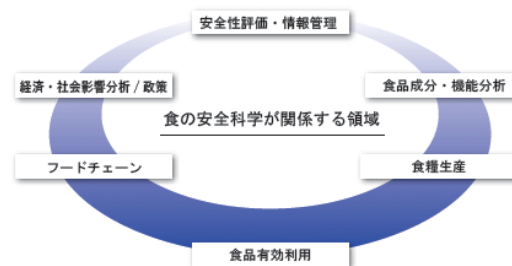 安全性評価・情報管理
経済・社会影響分析 / 政策
食品成分・機能分析
食の安全科学が関係する領域
フードチェーン
食糧生産
食品有効利用